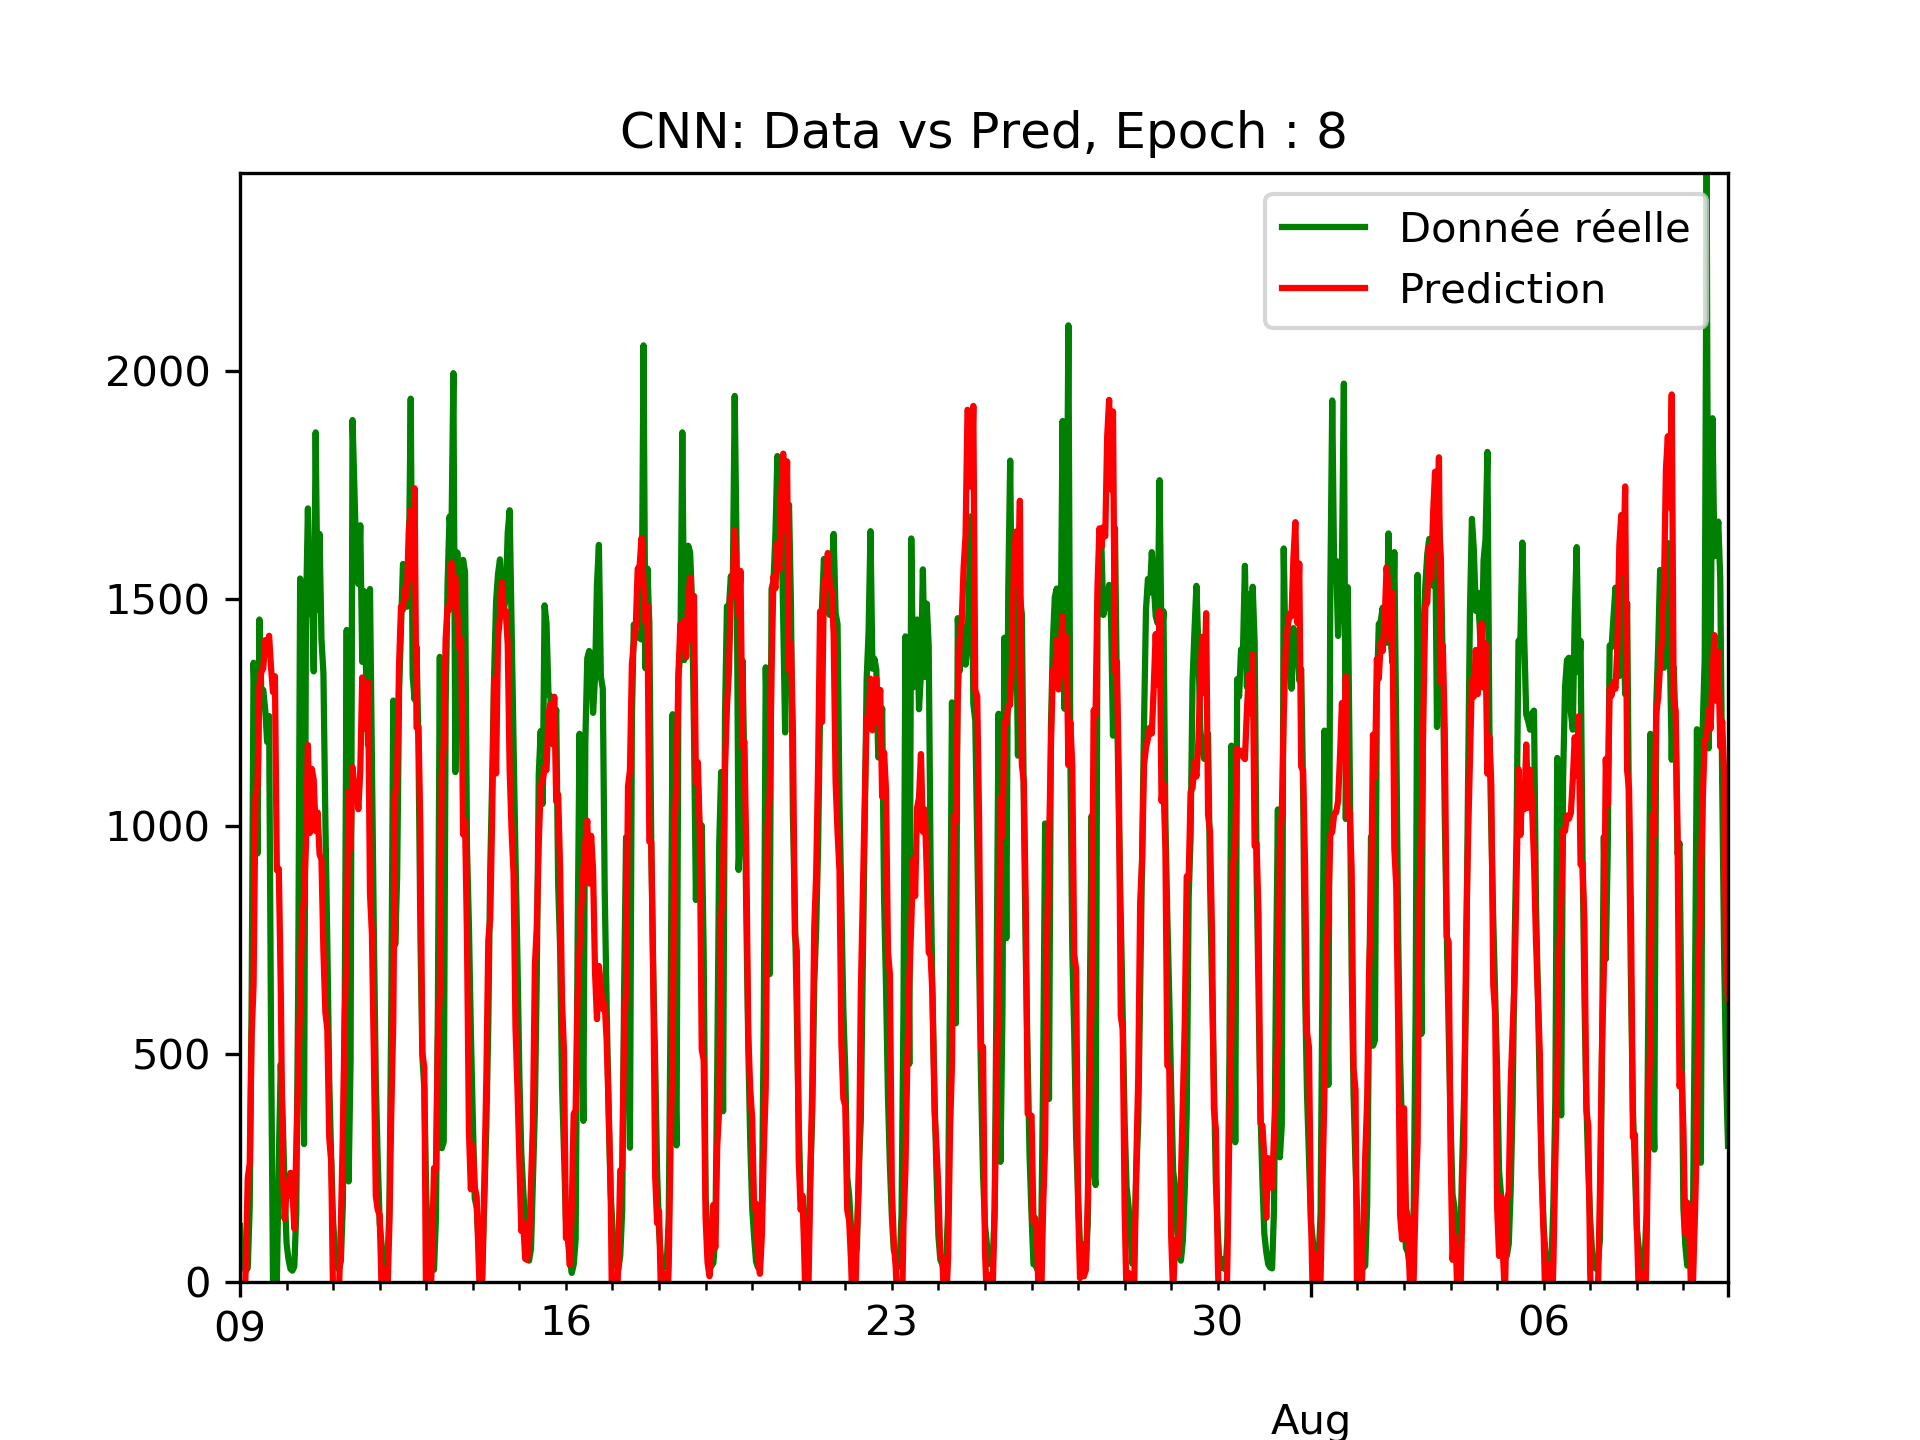 CNN: Data vs Pred, Epoch : 8
Donnée réelle
Prediction
2000
1500
1000
500
0
09
16
23
30
06
Aug